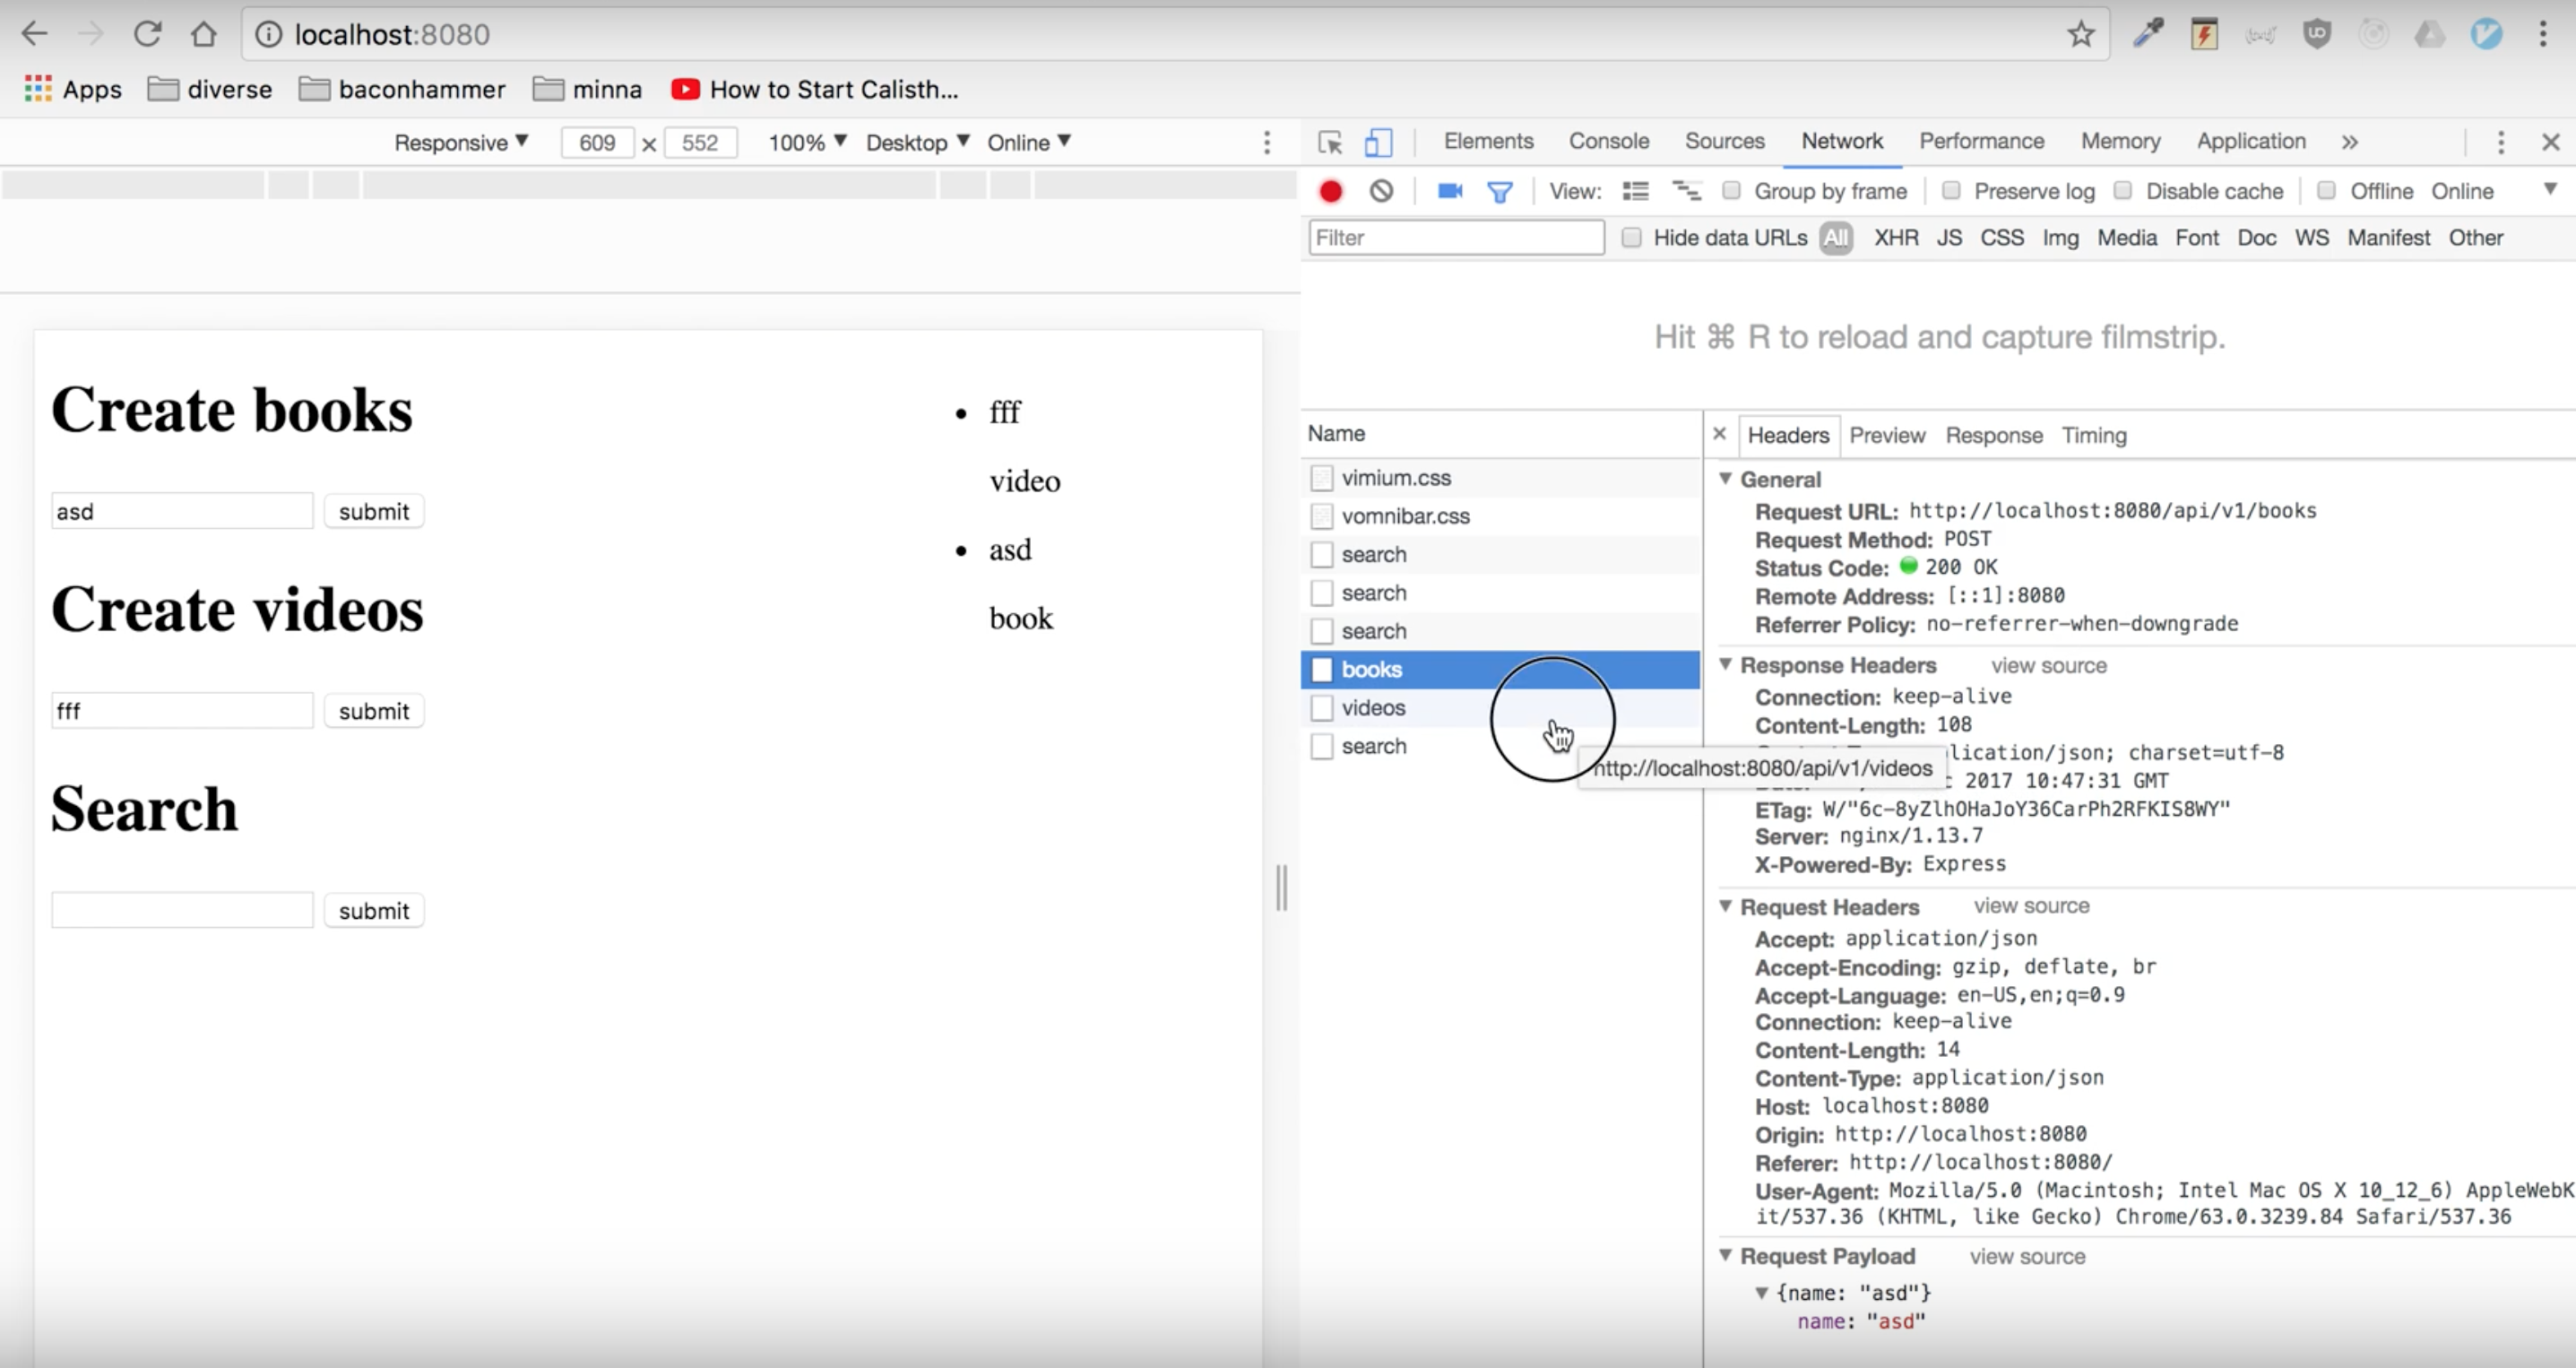 localhost:8080
Apps diverse baconhammer minna How to Start Calisth...
Responsive ▼ 609 × 552 100% ▼ Desktop ▼ Online ▼
Create books
asd submit
Create videos
fff submit
Search
submit
• fff
video
• asd
book
Elements Console Sources Network Performance Memory Application »
View: Group by frame Preserve log Disable cache Offline Online ▼
Filter Hide data URLs All XHR JS CSS Img Media Font Doc WS Manifest Other
Hit ⌘ R to reload and capture filmstrip.
Name
vimium.css
vomnibar.css
search
search
search
books
videos
search
http://localhost:8080/api/v1/videos
× Headers Preview Response Timing
▼ General
Request URL: http://localhost:8080/api/v1/books
Request Method: POST
Status Code: 200 OK
Remote Address: [::1]:8080
Referrer Policy: no-referrer-when-downgrade
▼ Response Headers view source
Connection: keep-alive
Content-Length: 108
lication/json; charset=utf-8
2017 10:47:31 GMT
ETag: W/"6c-8yZlhOHaJoY36CarPh2RFKIS8WY"
Server: nginx/1.13.7
X-Powered-By: Express
▼ Request Headers view source
Accept: application/json
Accept-Encoding: gzip, deflate, br
Accept-Language: en-US,en;q=0.9
Connection: keep-alive
Content-Length: 14
Content-Type: application/json
Host: localhost:8080
Origin: http://localhost:8080
Referer: http://localhost:8080/
User-Agent: Mozilla/5.0 (Macintosh; Intel Mac OS X 10_12_6) AppleWebK
it/537.36 (KHTML, like Gecko) Chrome/63.0.3239.84 Safari/537.36
▼ Request Payload view source
▼ {name: "asd"}
name: "asd"